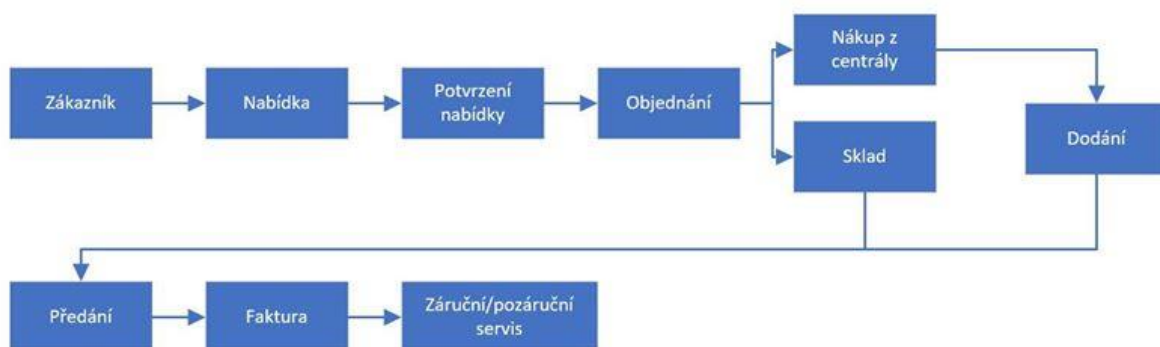 Zákazník
Nabídka
Potvrzení
nabídky
Objednání
Nákup z
centrály
Sklad
Dodání
Předání
Faktura
Záruční/pozáruční
servis